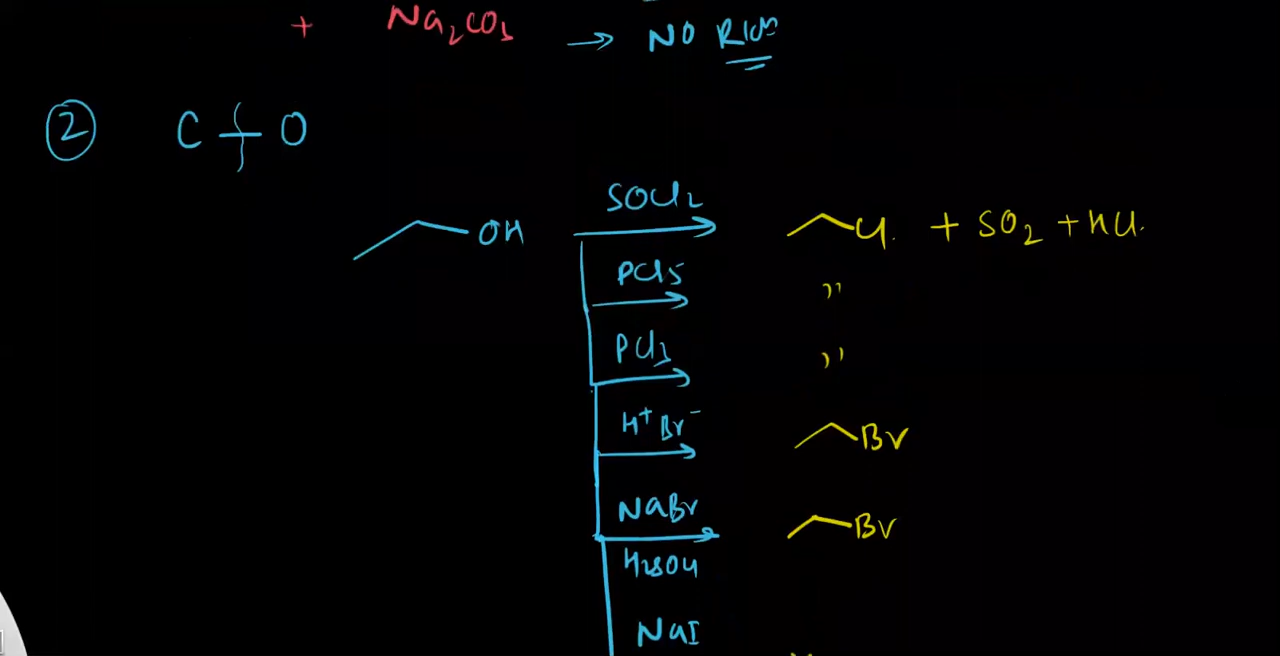 + Na₂CO₃ → NO RXn
② C + O
OH SOCl₂ Cl + SO₂ + HCl.
PCl5 〃
PCl₃ 〃
H⁺ Br⁻ Br
NaBr Br
H₂SO4
NaI